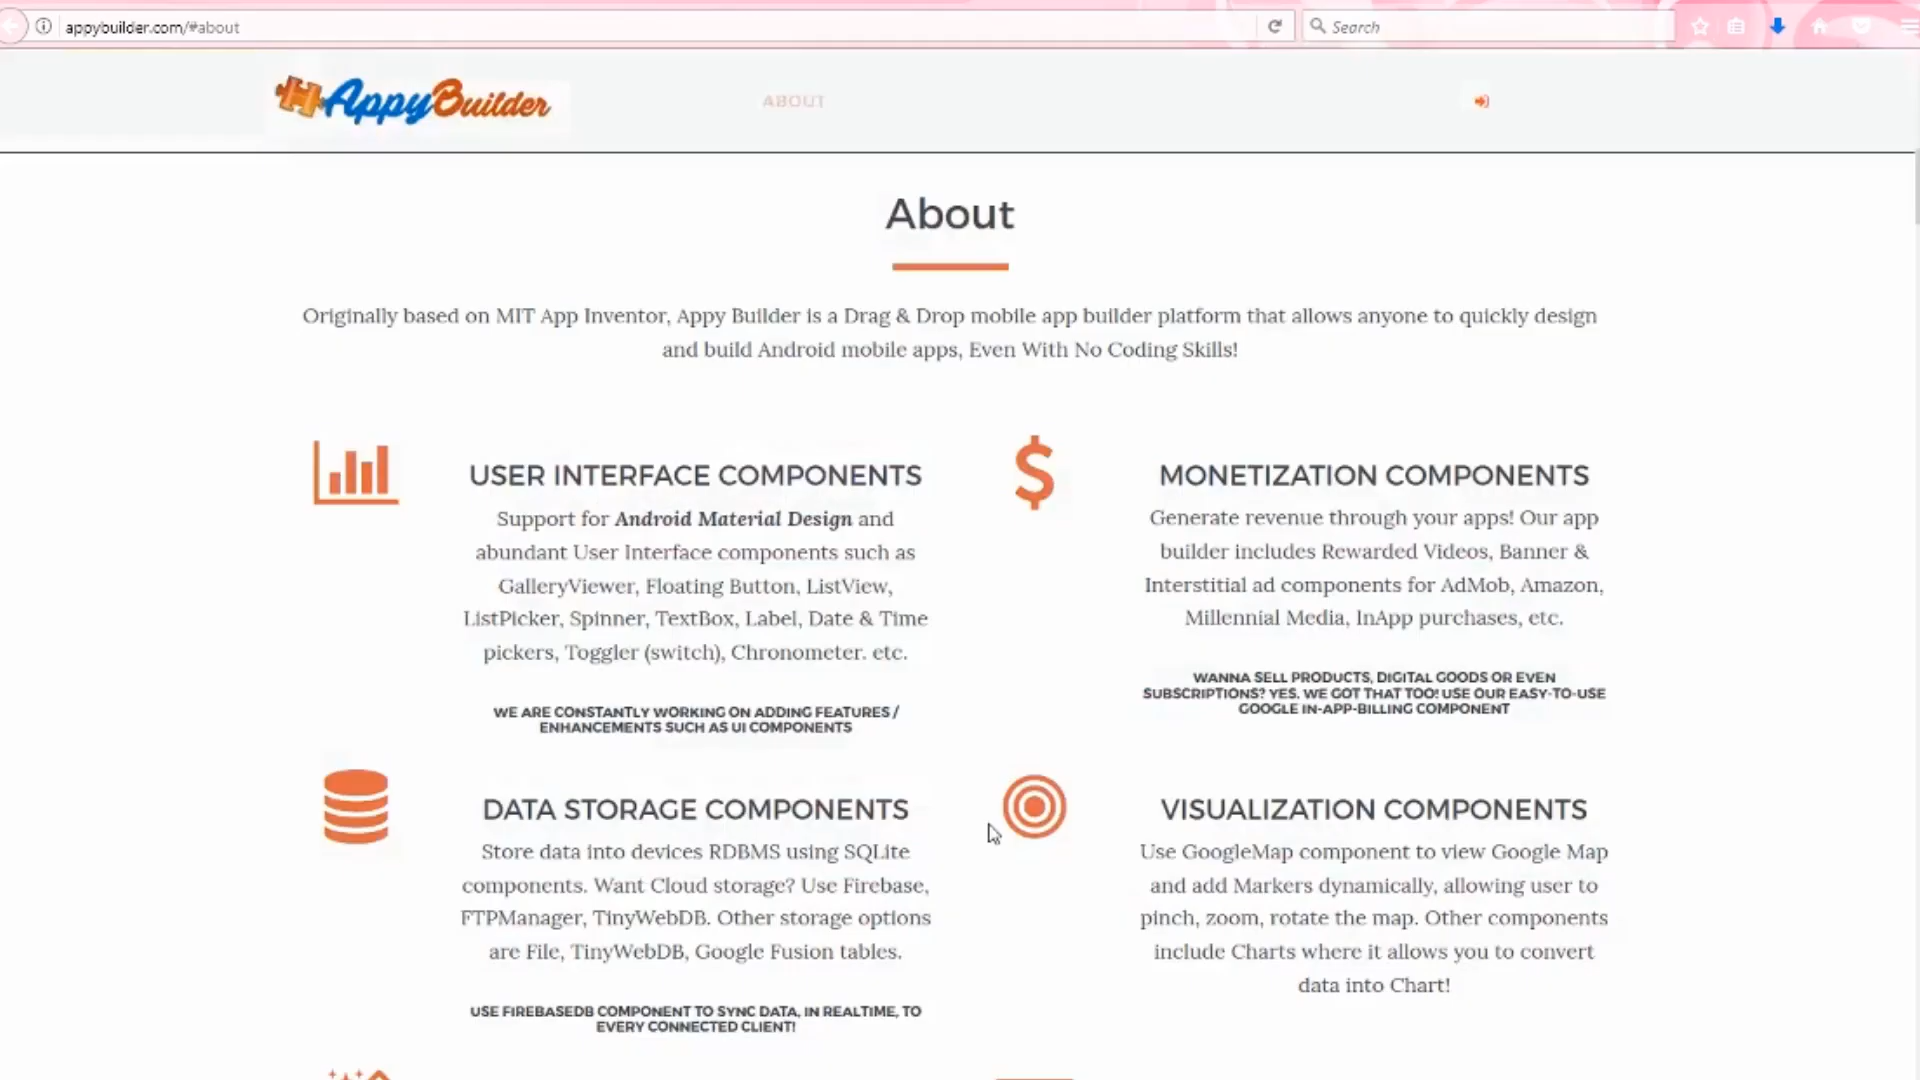 appybuilder.com/#about
Search
AppyBuilder
ABOUT
About
Originally based on MIT App Inventor, Appy Builder is a Drag & Drop mobile app builder platform that allows anyone to quickly design
and build Android mobile apps, Even With No Coding Skills!
USER INTERFACE COMPONENTS
Support for Android Material Design and
abundant User Interface components such as
GalleryViewer, Floating Button, ListView,
ListPicker, Spinner, TextBox, Label, Date & Time
pickers, Toggler (switch), Chronometer. etc.
WE ARE CONSTANTLY WORKING ON ADDING FEATURES /
ENHANCEMENTS SUCH AS UI COMPONENTS
MONETIZATION COMPONENTS
Generate revenue through your apps! Our app
builder includes Rewarded Videos, Banner &
Interstitial ad components for AdMob, Amazon,
Millennial Media, InApp purchases, etc.
WANNA SELL PRODUCTS, DIGITAL GOODS OR EVEN
SUBSCRIPTIONS? YES. WE GOT THAT TOO! USE OUR EASY-TO-USE
GOOGLE IN-APP-BILLING COMPONENT
DATA STORAGE COMPONENTS
Store data into devices RDBMS using SQLite
components. Want Cloud storage? Use Firebase,
FTPManager, TinyWebDB. Other storage options
are File, TinyWebDB, Google Fusion tables.
USE FIREBASEDB COMPONENT TO SYNC DATA, IN REALTIME, TO
EVERY CONNECTED CLIENT!
VISUALIZATION COMPONENTS
Use GoogleMap component to view Google Map
and add Markers dynamically, allowing user to
pinch, zoom, rotate the map. Other components
include Charts where it allows you to convert
data into Chart!